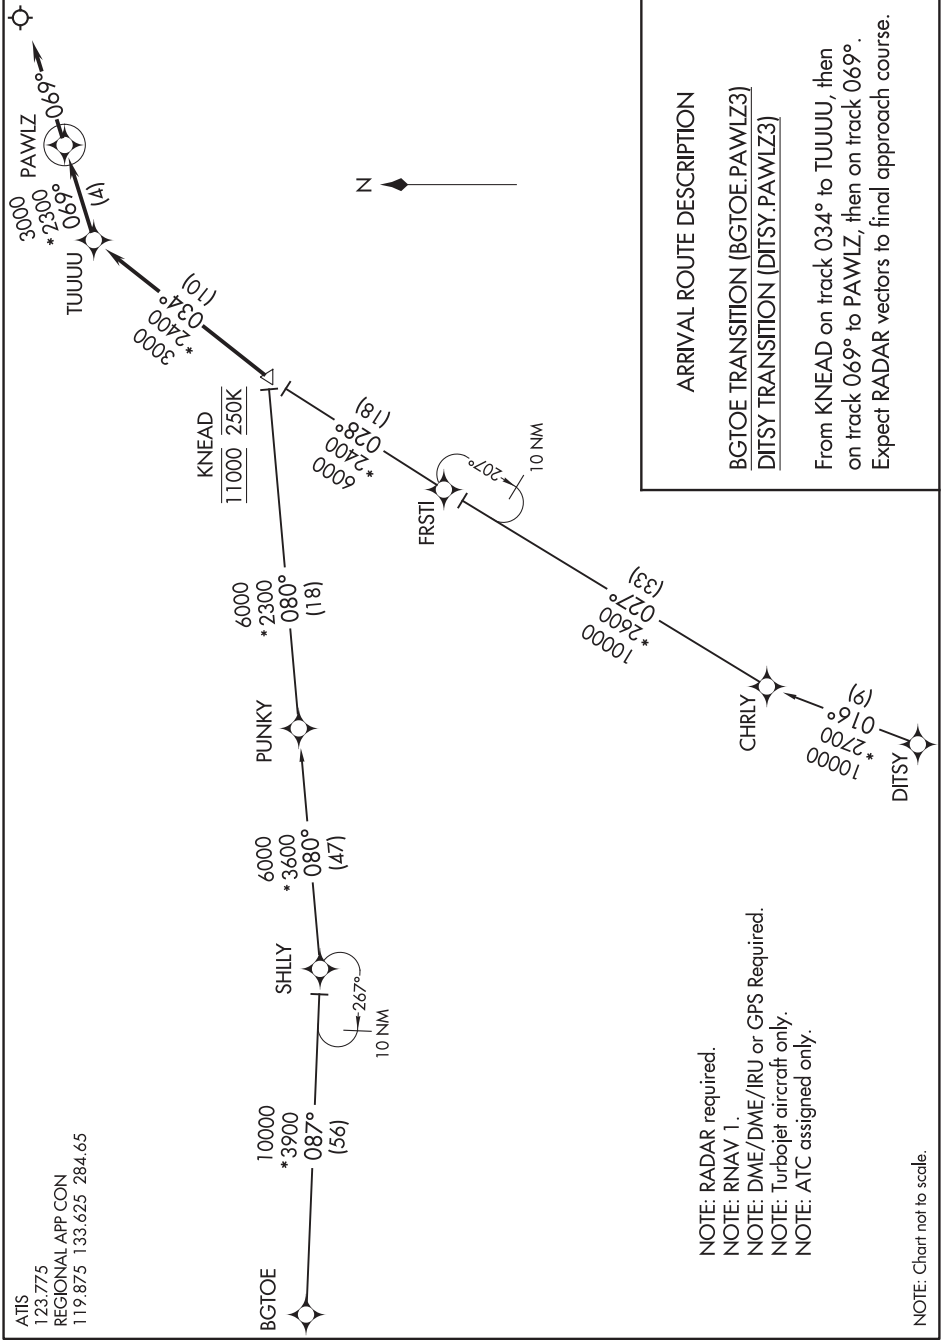 ATIS
123.775
REGIONAL APP CON
119.875 133.625 284.65
BGTOE
10000
*3900
087°
(56)
SHLLY
267°
10 NM
6000
*3600
080°
(47)
PUNKY
6000
*2300
080°
(18)
KNEAD
11000 250K
3000
*2400
034°
(10)
TUUUU
3000
*2300
069°
(4)
PAWLZ
069°
N
6000
*2400
028°
(18)
FRSTI
207°
10 NM
10000
*2600
027°
(33)
CHRLY
10000
*2700
016°
(9)
DITSY
NOTE: RADAR required.
NOTE: RNAV 1.
NOTE: DME/DME/IRU or GPS Required.
NOTE: Turbojet aircraft only.
NOTE: ATC assigned only.
NOTE: Chart not to scale.
ARRIVAL ROUTE DESCRIPTION
BGTOE TRANSITION (BGTOE.PAWLZ3)
DITSY TRANSITION (DITSY.PAWLZ3)
From KNEAD on track 034° to TUUUU, then
on track 069° to PAWLZ, then on track 069°.
Expect RADAR vectors to final approach course.